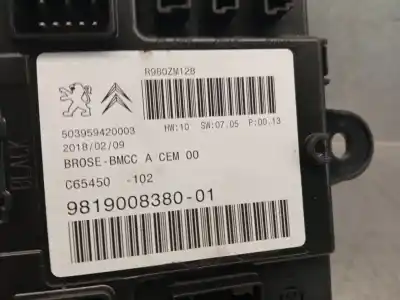 R980ZM12B
503959420003
HW:10 SW:07.05 P:00.13
2018/02/09
BROSE-BMCC A CEM 00
C65450 -102
9819008380-01
BLACK